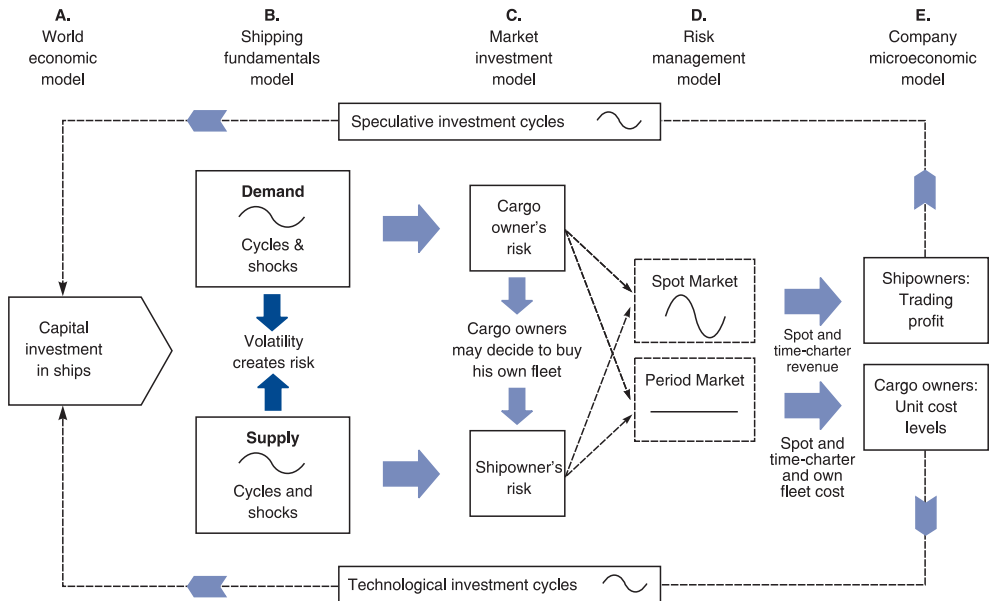 A.
World
economic
model
B.
Shipping
fundamentals
model
C.
Market
investment
model
D.
Risk
management
model
E.
Company
microeconomic
model
Speculative investment cycles
Demand
Cycles &
shocks
Cargo
owner's
risk
Spot Market
Shipowners:
Trading
profit
Capital
investment
in ships
Volatility
creates risk
Cargo owners
may decide to buy
his own fleet
Spot and
time-charter
revenue
Period Market
Cargo owners:
Unit cost
levels
Supply
Cycles and
shocks
Shipowner's
risk
Spot and
time-charter
and own
fleet cost
Technological investment cycles